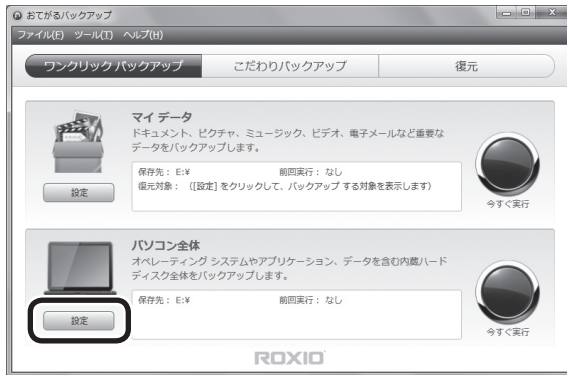 おてがるバックアップ
ファイル(F) ツール(T) ヘルプ(H)
ワンクリック バックアップ こだわりバックアップ 復元
マイ データ
ドキュメント、ピクチャ、ミュージック、ビデオ、電子メールなど重要な
データをバックアップします。
保存先： E:¥ 前回実行： なし
復元対象： （[設定] をクリックして、バックアップ する対象を表示します）
設定
今すぐ実行
パソコン全体
オペレーティング システムやアプリケーション、データを含む内蔵ハード
ディスク全体をバックアップします。
保存先： E:¥ 前回実行： なし
設定
今すぐ実行
ROXIO